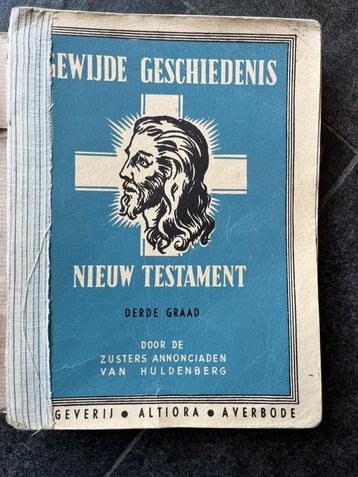 GEWIJDE GESCHIEDENIS
NIEUW TESTAMENT
DERDE GRAAD
DOOR DE
ZUSTERS ANNONCIADEN
VAN HULDENBERG
GEVERIJ • ALTIORA • AVERBODE